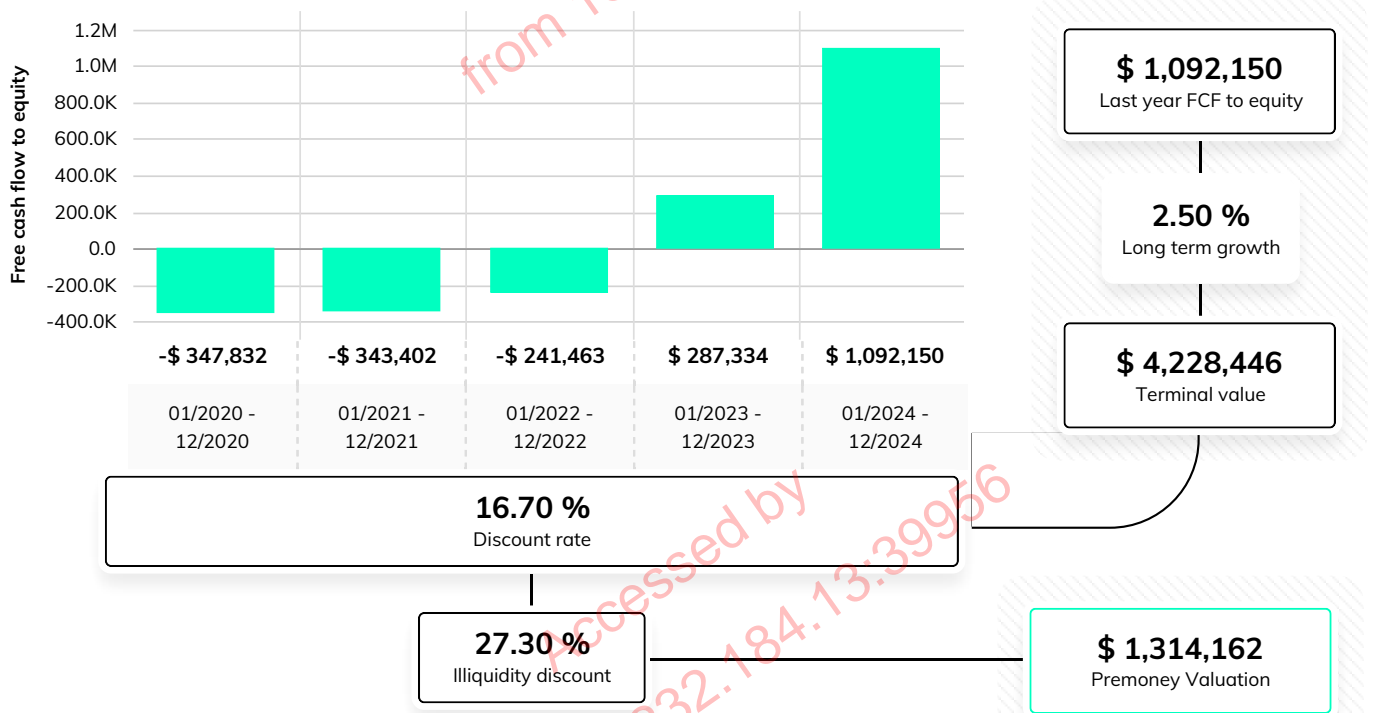 Free cash flow to equity
1.2M
1.0M
800.0K
600.0K
400.0K
200.0K
0.0
-200.0K
-400.0K
-$ 347,832
-$ 343,402
-$ 241,463
$ 287,334
$ 1,092,150
01/2020 -
12/2020
01/2021 -
12/2021
01/2022 -
12/2022
01/2023 -
12/2023
01/2024 -
12/2024
$ 1,092,150
Last year FCF to equity
2.50 %
Long term growth
$ 4,228,446
Terminal value
16.70 %
Discount rate
27.30 %
Illiquidity discount
$ 1,314,162
Premoney Valuation
from
Accessed by
232.184.13:39956